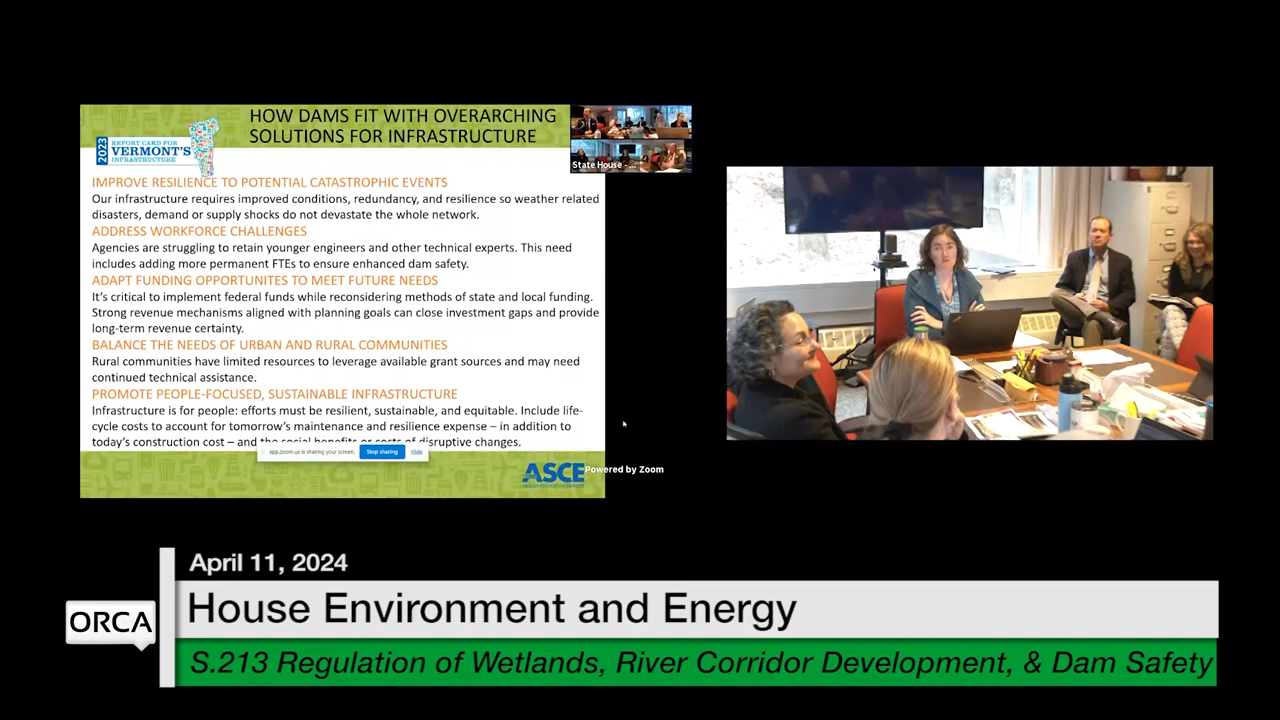 HOW DAMS FIT WITH OVERARCHING
SOLUTIONS FOR INFRASTRUCTURE
2023
REPORT CARD FOR
VERMONT'S
INFRASTRUCTURE
State House - ...
IMPROVE RESILIENCE TO POTENTIAL CATASTROPHIC EVENTS
Our infrastructure requires improved conditions, redundancy, and resilience so weather related
disasters, demand or supply shocks do not devastate the whole network.
ADDRESS WORKFORCE CHALLENGES
Agencies are struggling to retain younger engineers and other technical experts. This need
includes adding more permanent FTEs to ensure enhanced dam safety.
ADAPT FUNDING OPPORTUNITES TO MEET FUTURE NEEDS
It's critical to implement federal funds while reconsidering methods of state and local funding.
Strong revenue mechanisms aligned with planning goals can close investment gaps and provide
long-term revenue certainty.
BALANCE THE NEEDS OF URBAN AND RURAL COMMUNITIES
Rural communities have limited resources to leverage available grant sources and may need
continued technical assistance.
PROMOTE PEOPLE-FOCUSED, SUSTAINABLE INFRASTRUCTURE
Infrastructure is for people: efforts must be resilient, sustainable, and equitable. Include life-
cycle costs to account for tomorrow's maintenance and resilience expense – in addition to
today's construction cost – and the social benefits or costs of disruptive changes.
app.zoom.us is sharing your screen.
Stop sharing
Hide
ASCE
Powered by Zoom
April 11, 2024
ORCA
House Environment and Energy
S.213 Regulation of Wetlands, River Corridor Development, & Dam Safety